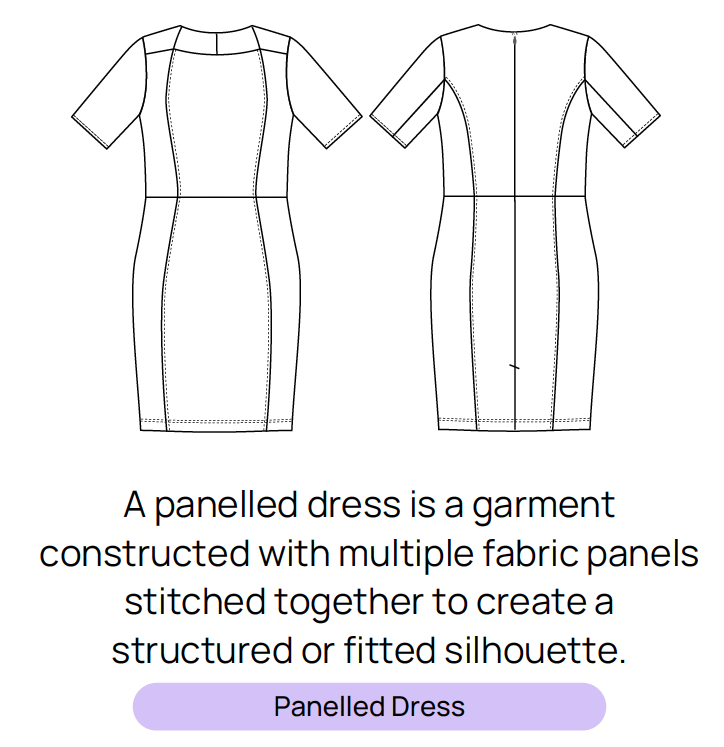 A panelled dress is a garment
constructed with multiple fabric panels
stitched together to create a
structured or fitted silhouette.
Panelled Dress